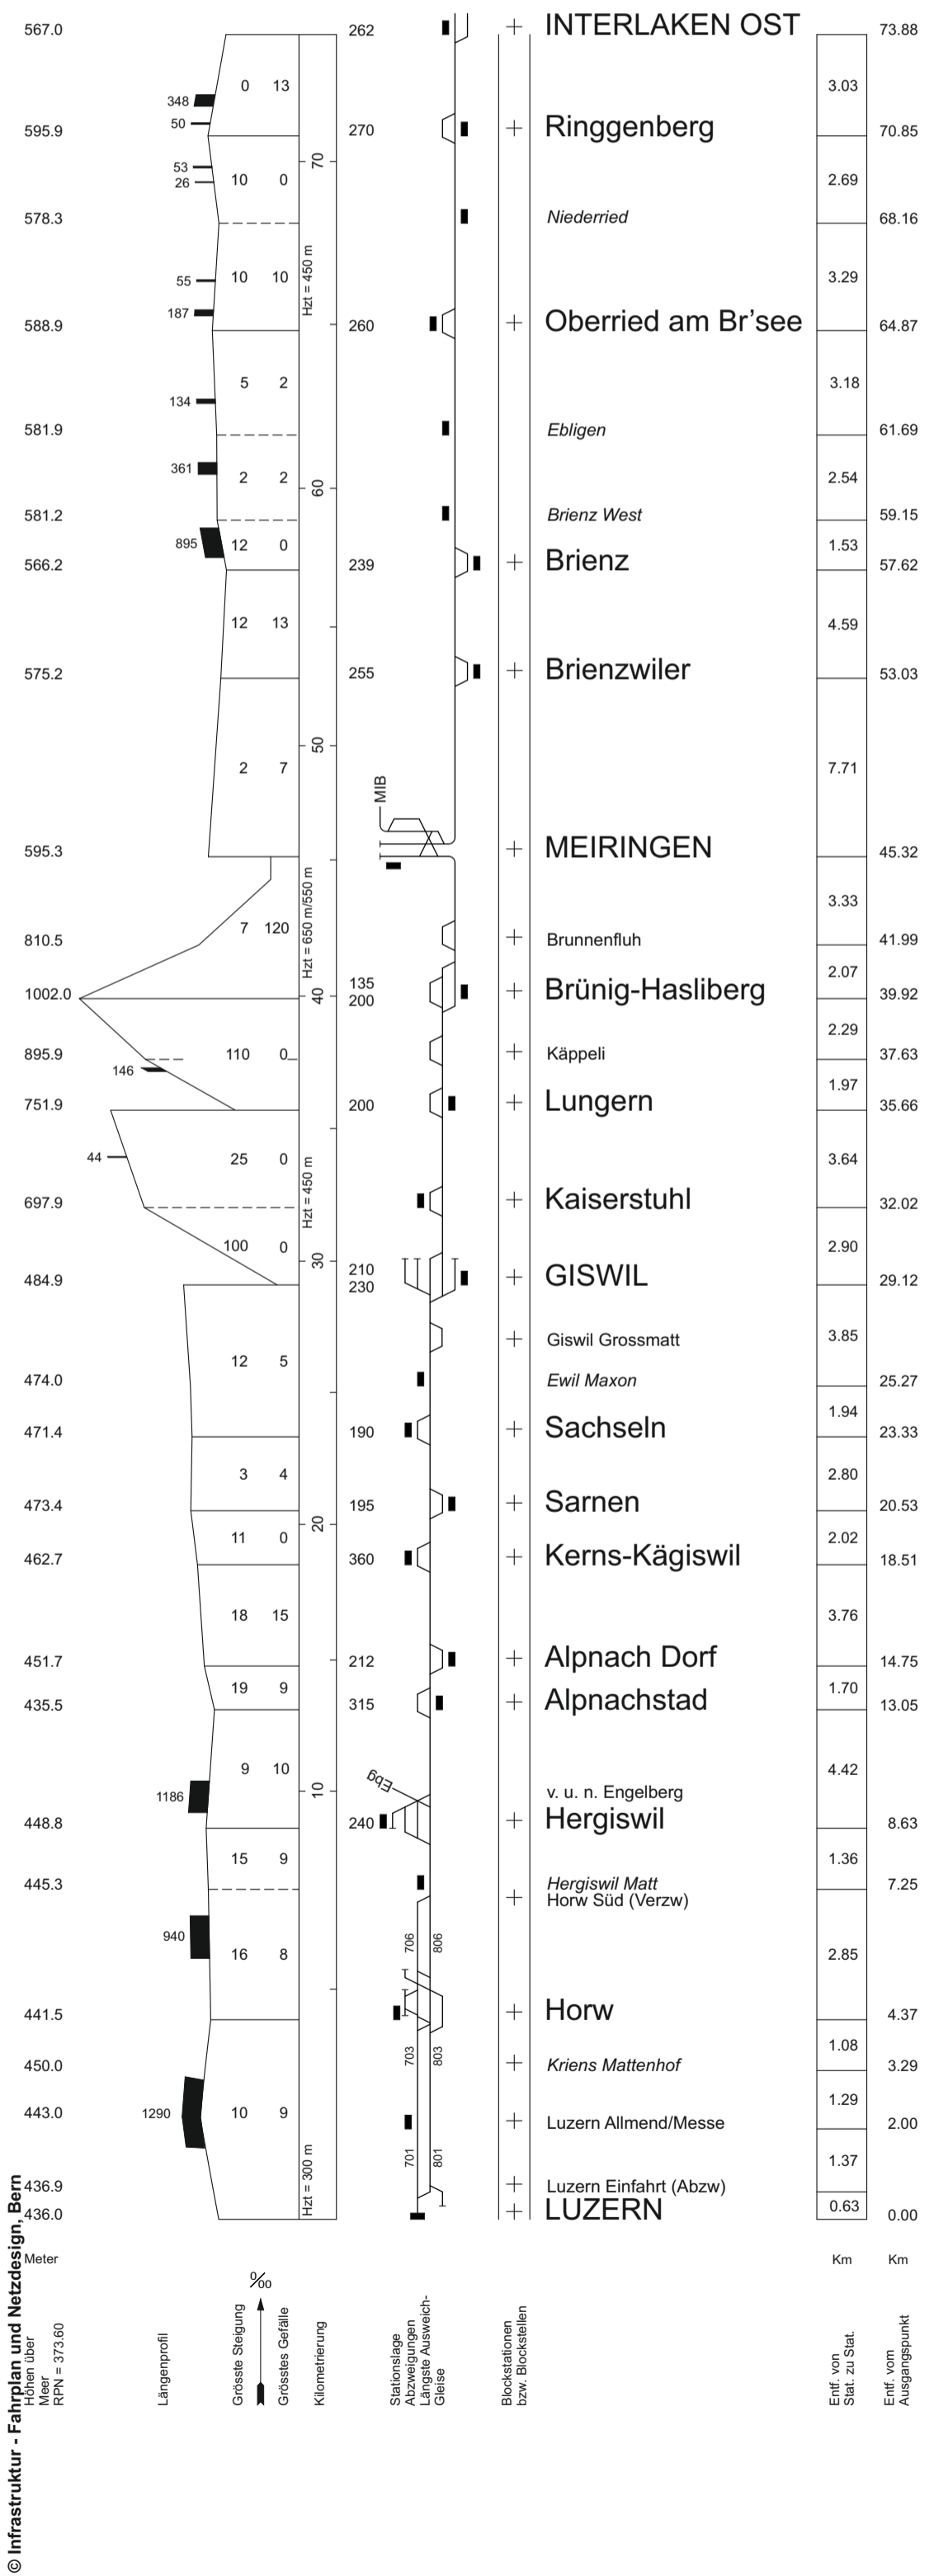 567.0 262 INTERLAKEN OST 73.88
0 13 3.03
348
50
595.9 270 Ringgenberg 70.85
70
53
26
10 0 2.69
578.3 Niederried 68.16
Hzt = 450 m
55
10 10 3.29
187
588.9 260 Oberried am Br'see 64.87
5 2 3.18
134
581.9 Ebligen 61.69
361
2 2 2.54
60
581.2 Brienz West 59.15
895 12 0 1.53
566.2 239 Brienz 57.62
12 13 4.59
575.2 255 Brienzwiler 53.03
50
2 7 7.71
MIB
595.3 MEIRINGEN 45.32
3.33
Hzt = 650 m/550 m
7 120
810.5 Brunnenfluh 41.99
2.07
135
1002.0 40 200 Brünig-Hasliberg 39.92
2.29
895.9 110 0 Käppeli 37.63
146
1.97
751.9 200 Lungern 35.66
44 25 0 3.64
Hzt = 450 m
697.9 Kaiserstuhl 32.02
100 0 2.90
30
210
484.9 230 GISWIL 29.12
Giswil Grossmatt 3.85
12 5
474.0 Ewil Maxon 25.27
1.94
471.4 190 Sachseln 23.33
3 4 2.80
473.4 195 Sarnen 20.53
20
11 0 2.02
462.7 360 Kerns-Kägiswil 18.51
18 15 3.76
451.7 212 Alpnach Dorf 14.75
19 9 1.70
435.5 315 Alpnachstad 13.05
9 10 4.42
Ebg
10
1186 v. u. n. Engelberg
448.8 240 Hergiswil 8.63
15 9 1.36
445.3 Hergiswil Matt 7.25
Horw Süd (Verzw)
940
706 806
16 8 2.85
441.5 Horw 4.37
1.08
703 803
450.0 Kriens Mattenhof 3.29
1.29
1290 10 9
443.0 Luzern Allmend/Messe 2.00
701 801
1.37
Hzt = 300 m
436.9 Luzern Einfahrt (Abzw)
0.63
436.0 LUZERN 0.00
Meter Km Km
‰
© Infrastruktur - Fahrplan und Netzdesign, Bern
Höhen über
Meer
RPN = 373.60
Längenprofil
Grösste Steigung
Grösstes Gefälle
Kilometrierung
Stationslage
Abzweigungen
Längste Ausweich-
Gleise
Blockstationen
bzw. Blockstellen
Entf. von
Stat. zu Stat.
Entf. vom
Ausgangspunkt